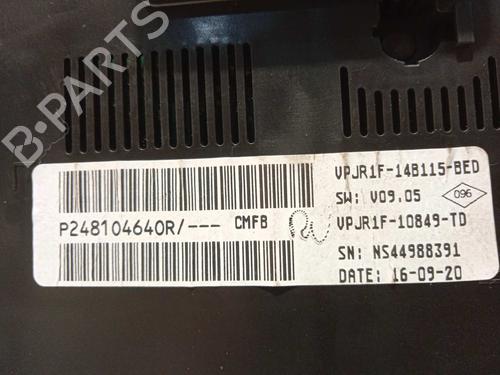 B-PARTS
VPJR1F-14B115-BED
SW: V09.05
096
P248104640R/--- CMFB
VPJR1F-10849-TD
SN: NS44988391
DATE: 16-09-20